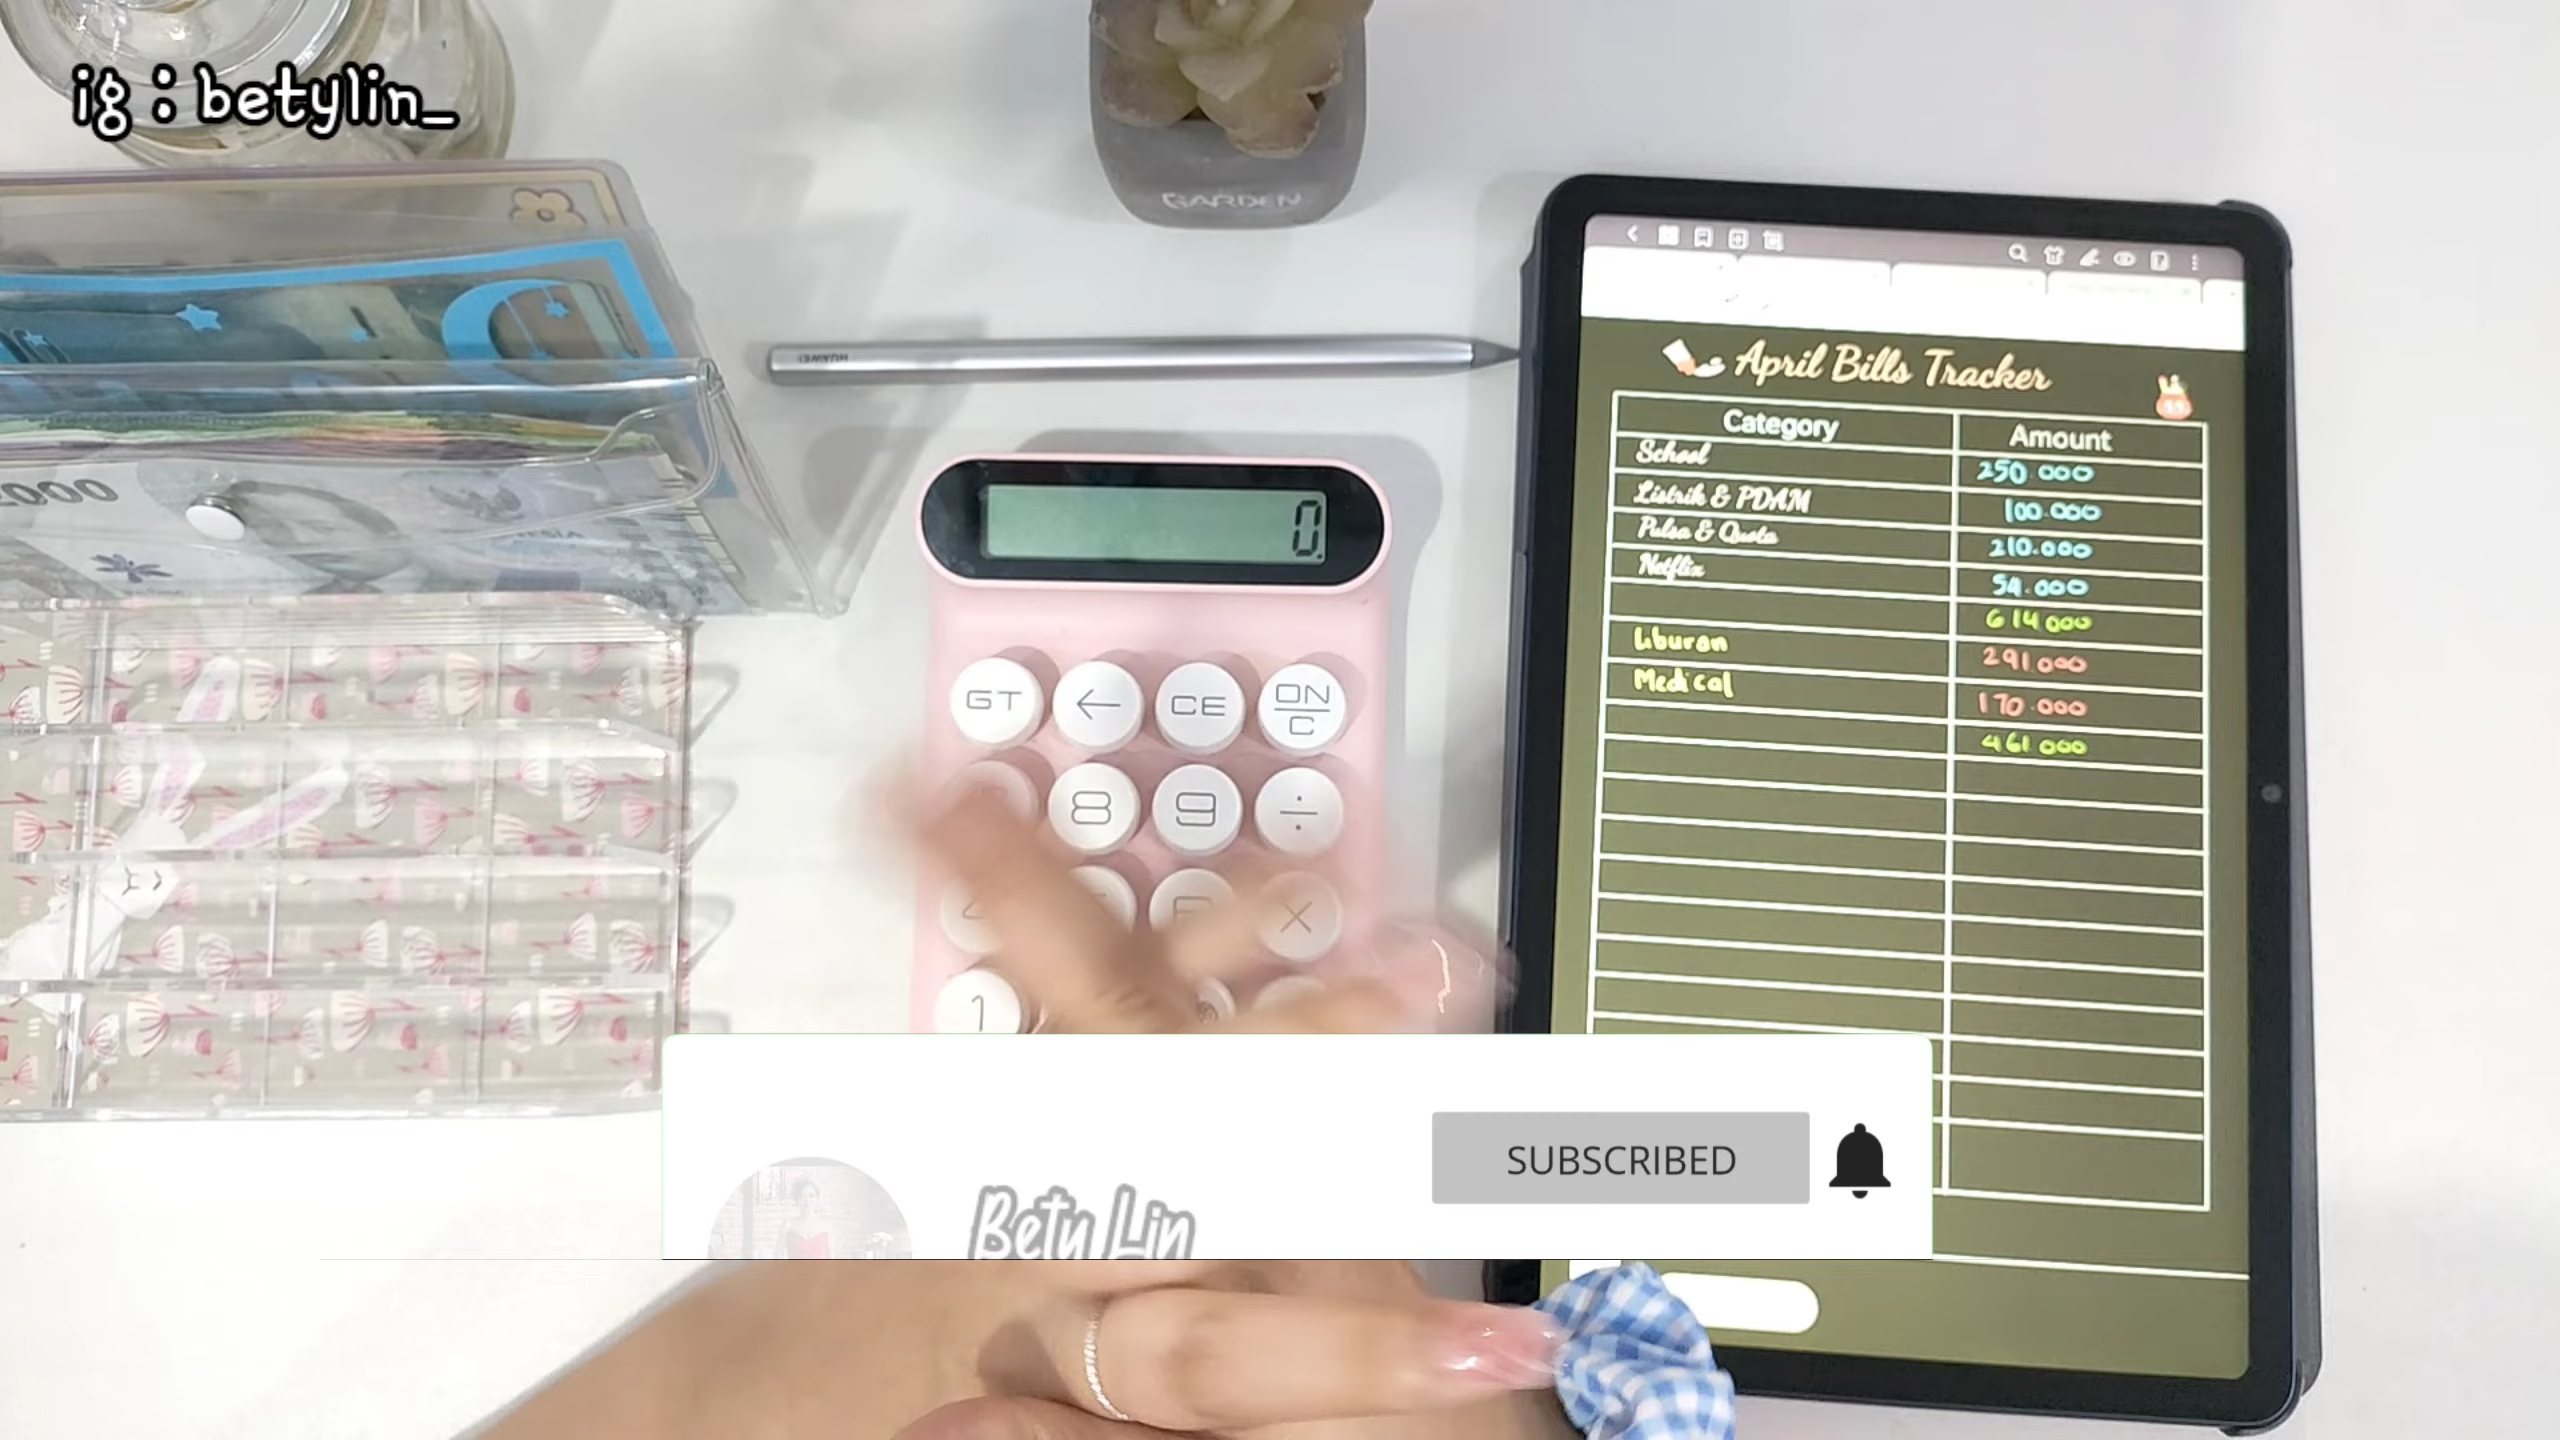 ig : betylin_
GARDEN
HUAWEI
000
0.
GT
CE
ON
C
8
9
÷
×
1
April Bills Tracker
Category Amount
School 250.000
Listrik & PDAM 100.000
Pulsa & Quota 210.000
Netflix 54.000
614 000
Liburan 291.000
Medical 170.000
461 000
SUBSCRIBED
Bety Lin